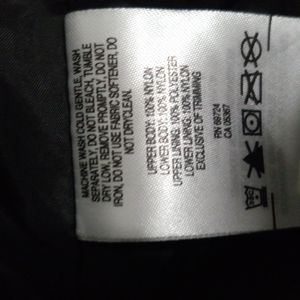 MACHINE WASH COLD GENTLE, WASH
SEPARATELY, DO NOT BLEACH, TUMBLE
DRY LOW, REMOVE PROMPTLY, DO NOT
IRON, DO NOT USE FABRIC SOFTENER, DO
NOT DRYCLEAN.
UPPER BODY: 100% NYLON
LOWER BODY: 100% NYLON
UPPER LINING: 100% POLYESTER
LOWER LINING: 100% NYLON
EXCLUSIVE OF TRIMMING
RN 69724
CA 05367